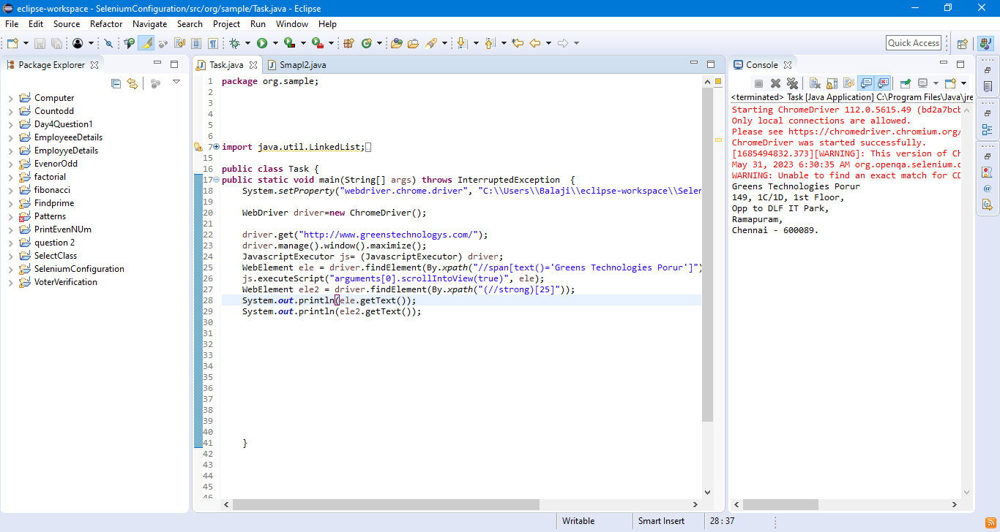 eclipse-workspace - SeleniumConfiguration/src/org/sample/Task.java - Eclipse
File Edit Source Refactor Navigate Search Project Run Window Help
Quick Access
Package Explorer
Computer
Countodd
Day4Question1
EmployeeeDetails
EmployyeDetails
EvenorOdd
factorial
fibonacci
Findprime
Patterns
PrintEvenNUm
question 2
SelectClass
SeleniumConfiguration
VoterVerification
Task.java Smapl2.java
1 package org.sample;
2
3
4
5
6
7 import java.util.LinkedList;
15
16 public class Task {
17 public static void main(String[] args) throws InterruptedException {
18 System.setProperty("webdriver.chrome.driver", "C:\\Users\\Balaji\\eclipse-workspace\\Seler
19
20 WebDriver driver=new ChromeDriver();
21
22 driver.get("http://www.greenstechnologys.com/");
23 driver.manage().window().maximize();
24 JavascriptExecutor js= (JavascriptExecutor) driver;
25 WebElement ele = driver.findElement(By.xpath("//span[text()='Greens Technologies Porur']")
26 js.executeScript("arguments[0].scrollIntoView(true)", ele);
27 WebElement ele2 = driver.findElement(By.xpath("(//strong)[25]"));
28 System.out.println(ele.getText());
29 System.out.println(ele2.getText());
30
31
32
33
34
35
36
37
38
39
40
41 }
42
43
44
45
46
Console
<terminated> Task [Java Application] C:\Program Files\Java\jre
Starting ChromeDriver 112.0.5615.49 (bd2a7bcb
Only local connections are allowed.
Please see https://chromedriver.chromium.org/
ChromeDriver was started successfully.
[1685494832.373][WARNING]: This version of Ch
May 31, 2023 6:30:35 AM org.openqa.selenium.d
WARNING: Unable to find an exact match for CD
Greens Technologies Porur
149, 1C/1D, 1st Floor,
Opp to DLF IT Park,
Ramapuram,
Chennai - 600089.
Writable Smart Insert 28 : 37